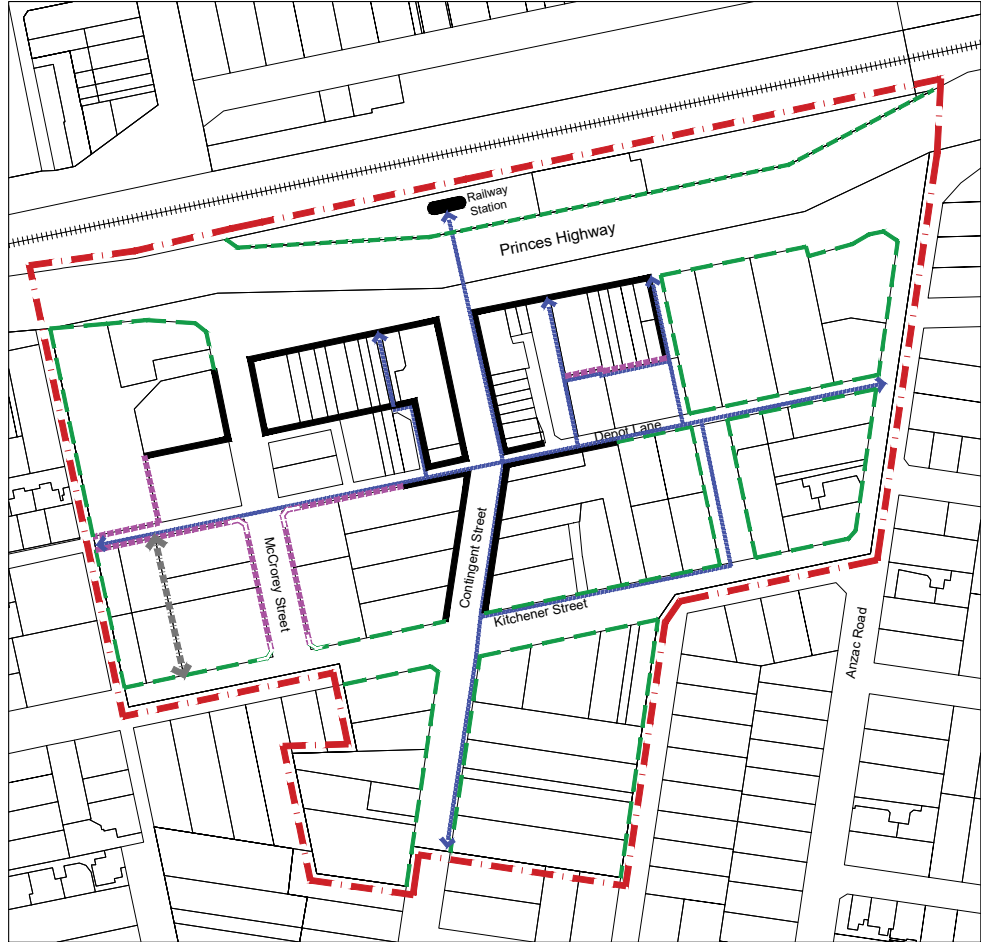 Railway
Station
Princes Highway
Depot Lane
Contingent Street
McCrorey Street
Kitchener Street
Anzac Road